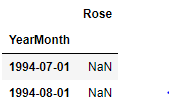 Rose
YearMonth
1994-07-01 NaN
1994-08-01 NaN